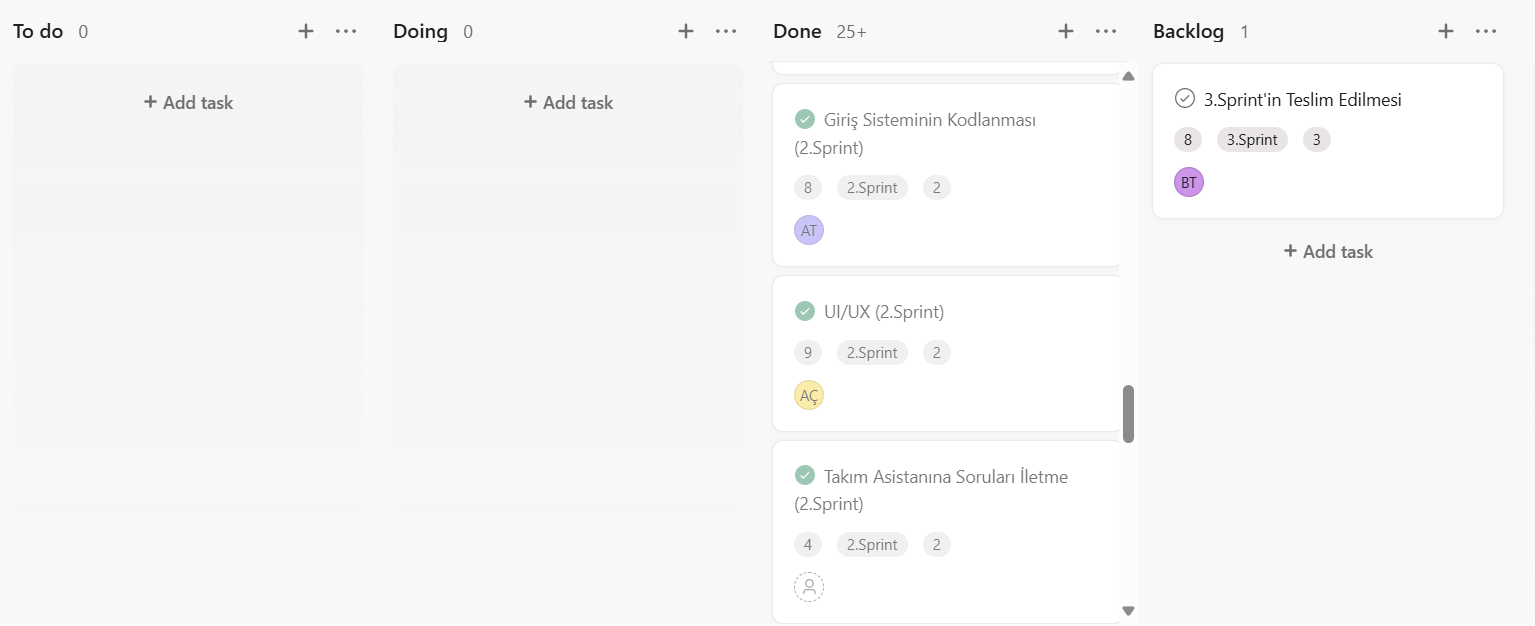 To do 0
+ Add task
Doing 0
+ Add task
Done 25+
Giriş Sisteminin Kodlanması
(2.Sprint)
8 2.Sprint 2
AT
UI/UX (2.Sprint)
9 2.Sprint 2
AÇ
Takım Asistanına Soruları İletme
(2.Sprint)
4 2.Sprint 2
Backlog 1
3.Sprint'in Teslim Edilmesi
8 3.Sprint 3
BT
+ Add task